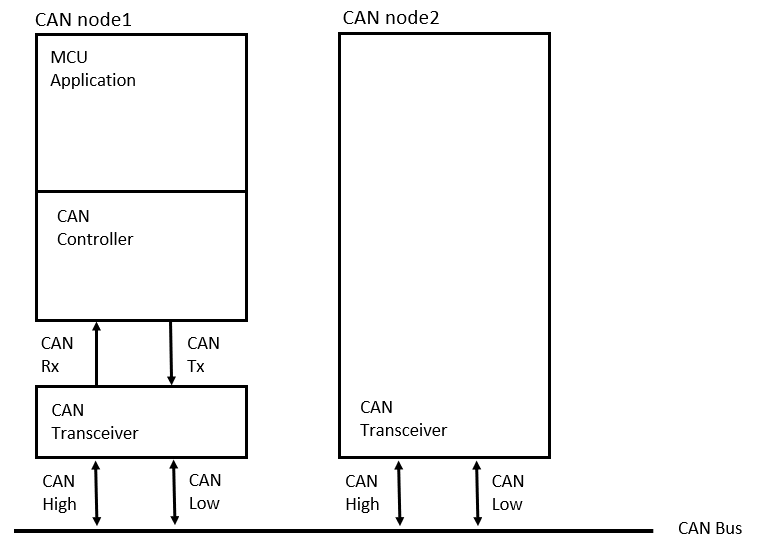 CAN node1
CAN node2
MCU
Application
CAN
Controller
CAN
Rx
CAN
Tx
CAN
Transceiver
CAN
Transceiver
CAN
High
CAN
Low
CAN
High
CAN
Low
CAN Bus